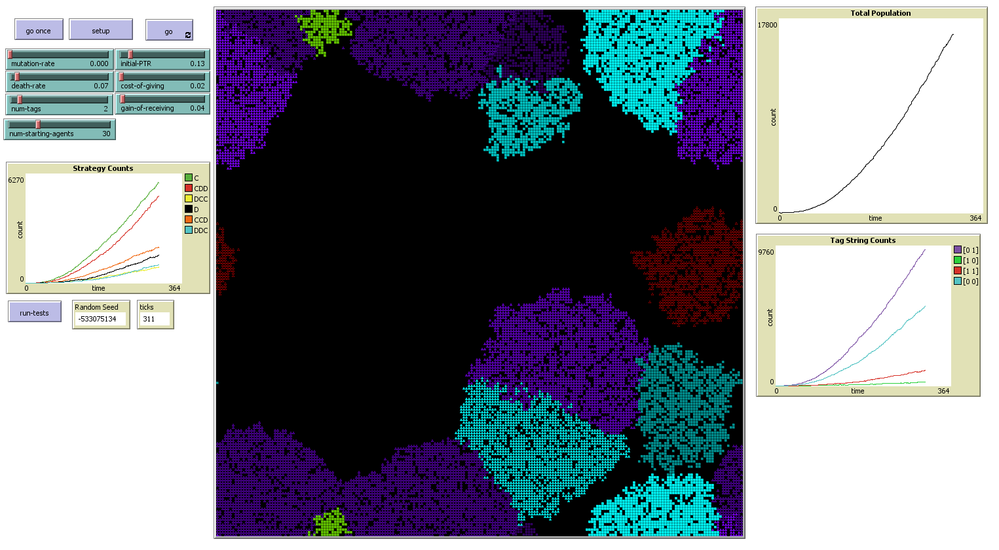 go once
setup
go
mutation-rate 0.000
initial-PTR 0.13
death-rate 0.07
cost-of-giving 0.02
num-tags 2
gain-of-receiving 0.04
num-starting-agents 30
Strategy Counts
6270
count
0
0
time
364
C
CDD
DCC
D
CCD
DDC
run-tests
Random Seed
-533075134
ticks
311
Total Population
17800
count
0
0
time
364
Tag String Counts
9760
count
0
0
time
364
[0 1]
[1 0]
[1 1]
[0 0]